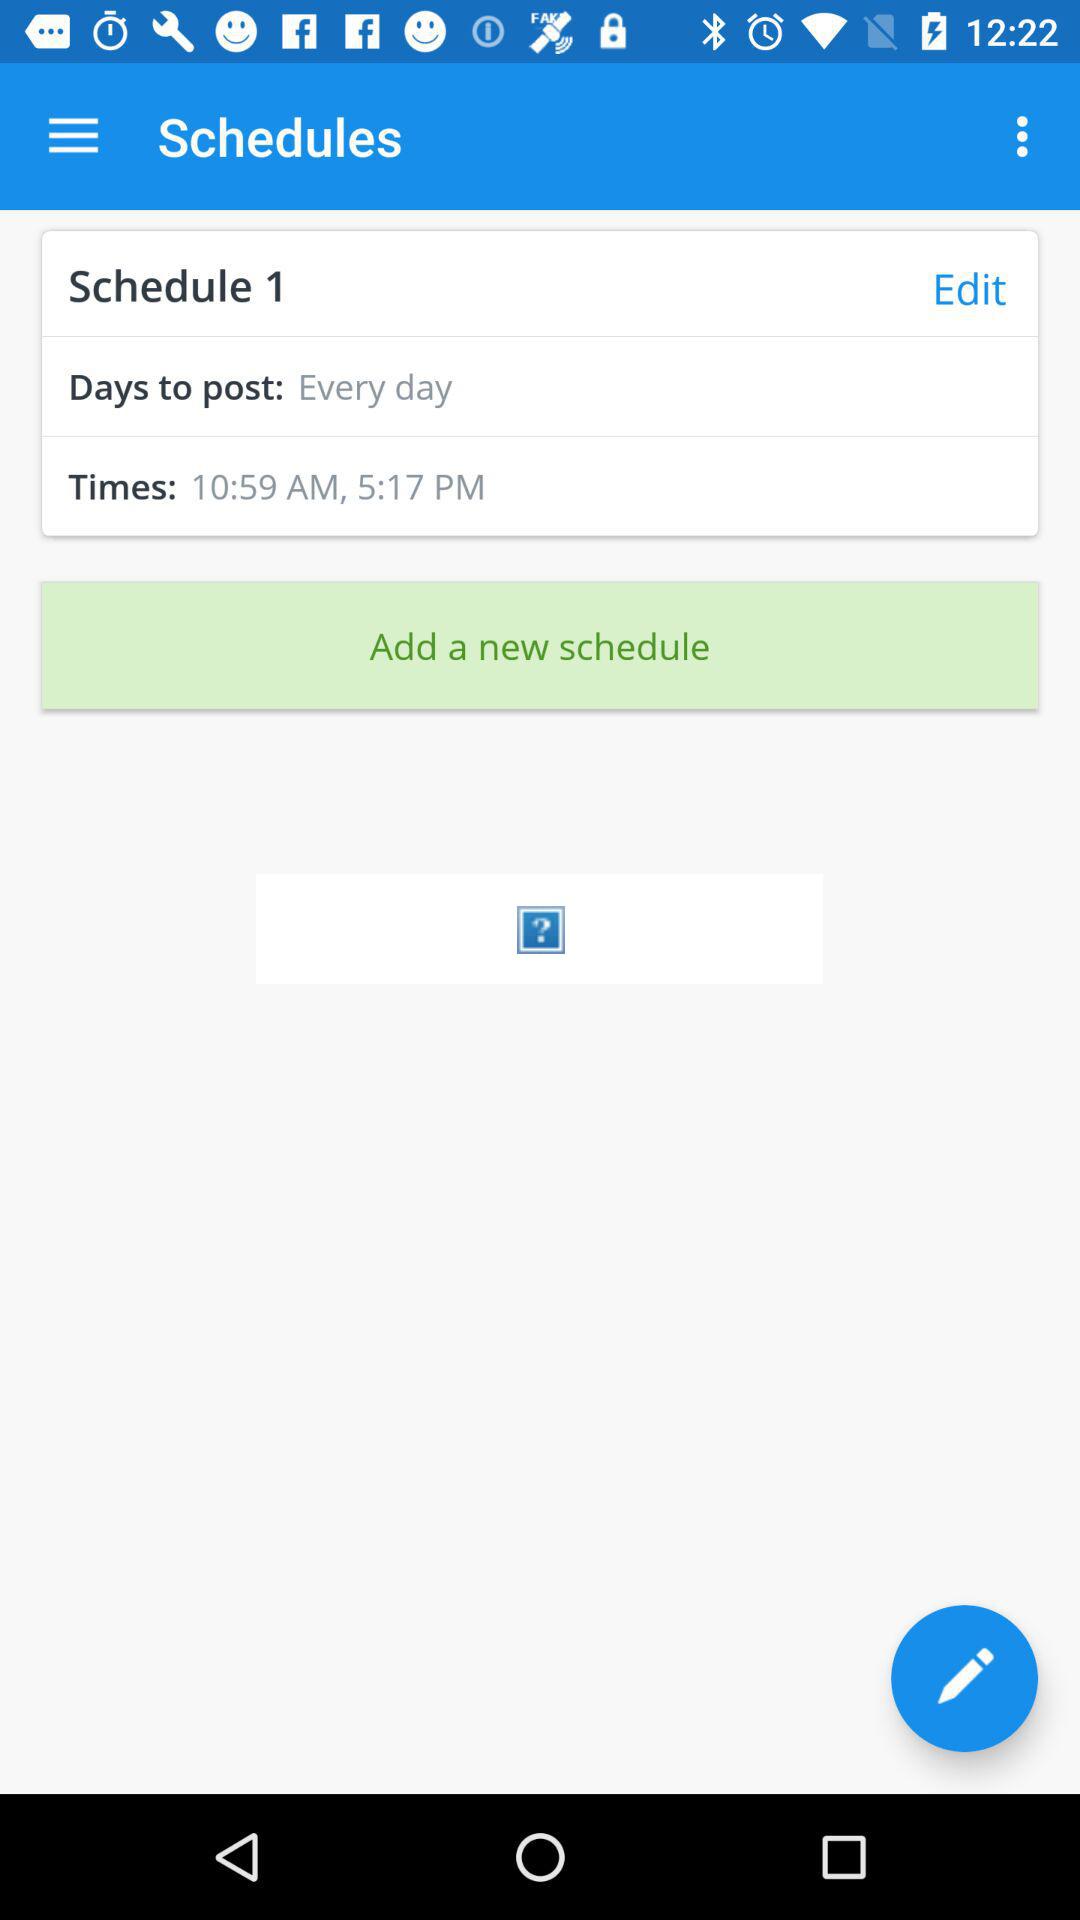 FAKE
12:22
Schedules
Schedule 1
Edit
Days to post: Every day
Times: 10:59 AM, 5:17 PM
Add a new schedule
?